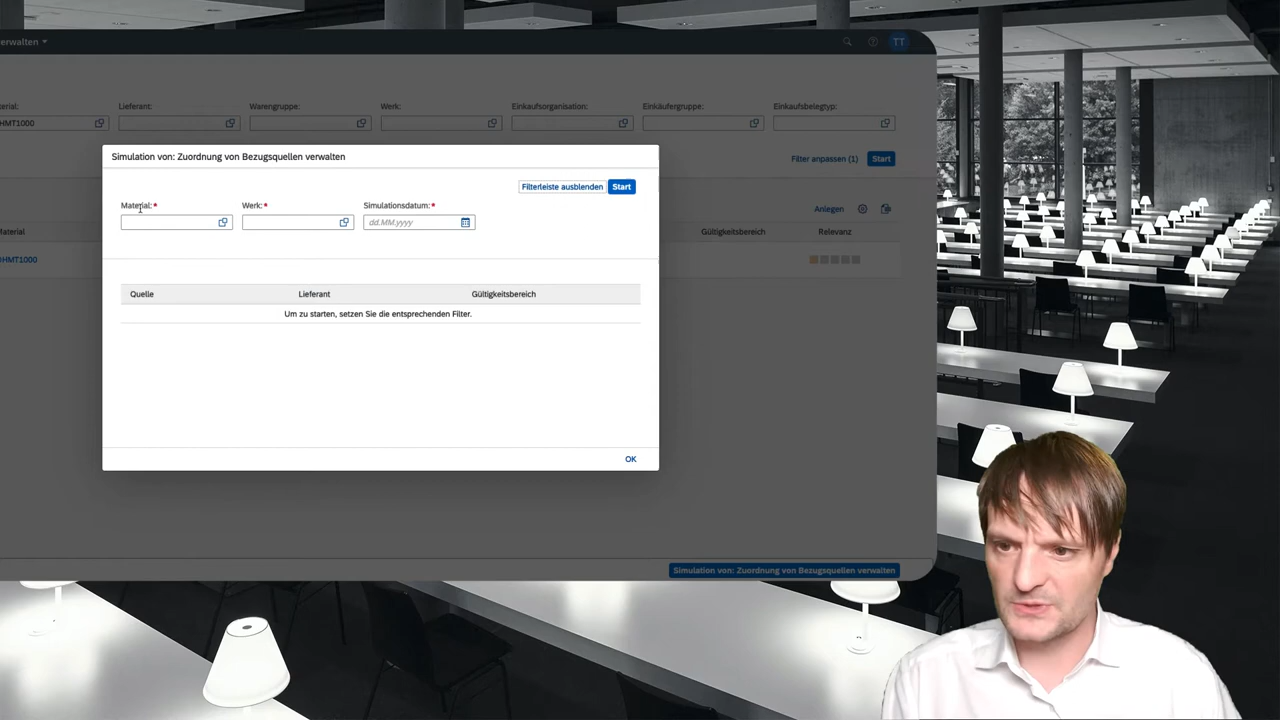 erwalten
TT
terial:
Lieferant:
Warengruppe:
Werk:
Einkaufsorganisation:
Einkäufergruppe:
Einkaufsbelegtyp:
HMT1000
Filter anpassen (1)
Start
Simulation von: Zuordnung von Bezugsquellen verwalten
Filterleiste ausblenden
Start
Material:*
Werk:*
Simulationsdatum:*
dd.MM.yyyy
Anlegen
Material
Gültigkeitsbereich
Relevanz
HMT1000
Quelle
Lieferant
Gültigkeitsbereich
Um zu starten, setzen Sie die entsprechenden Filter.
OK
Simulation von: Zuordnung von Bezugsquellen verwalten